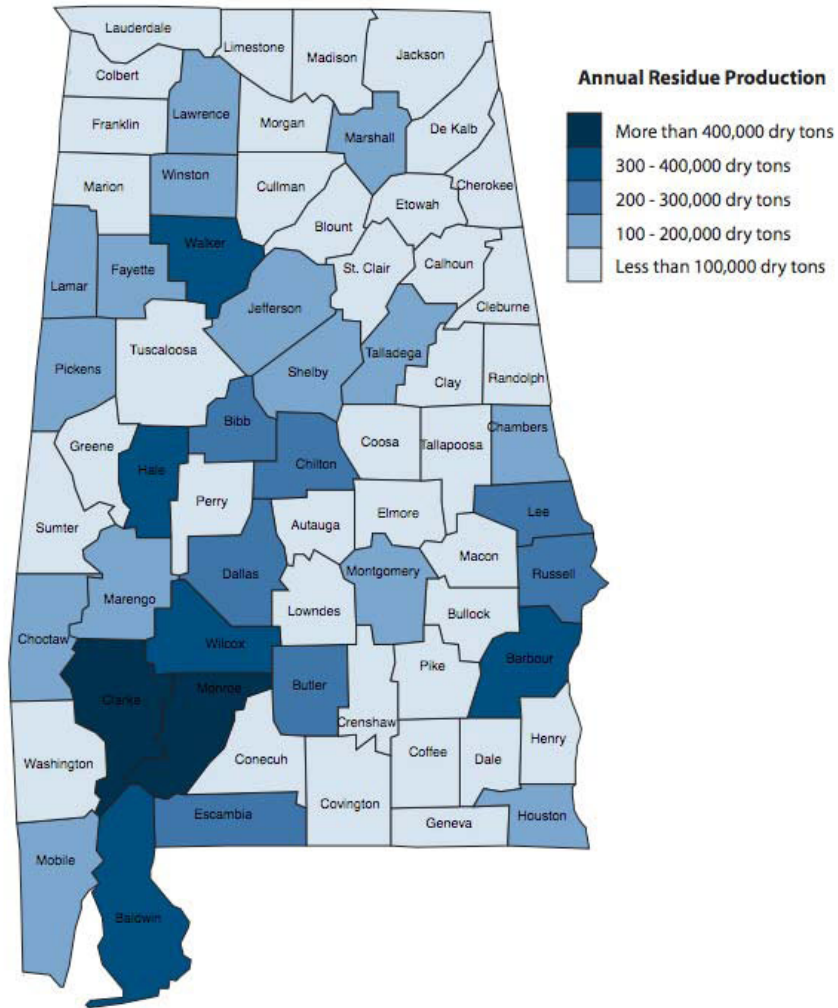 Lauderdale
Limestone
Madison
Jackson
Colbert
Lawrence
Franklin
Morgan
Marshall
De Kalb
Marion
Winston
Cullman
Cherokee
Etowah
Blount
Walker
Lamar
Fayette
St. Clair
Calhoun
Jefferson
Cleburne
Tuscaloosa
Pickens
Shelby
Talladega
Clay
Randolph
Bibb
Greene
Hale
Chilton
Coosa
Tallapoosa
Chambers
Perry
Sumter
Autauga
Elmore
Lee
Macon
Dallas
Montgomery
Russell
Marengo
Lowndes
Bullock
Choctaw
Wilcox
Barbour
Pike
Butler
Clarke
Monroe
Crenshaw
Henry
Washington
Conecuh
Coffee
Dale
Covington
Escambia
Geneva
Houston
Mobile
Baldwin
Annual Residue Production
More than 400,000 dry tons
300 - 400,000 dry tons
200 - 300,000 dry tons
100 - 200,000 dry tons
Less than 100,000 dry tons